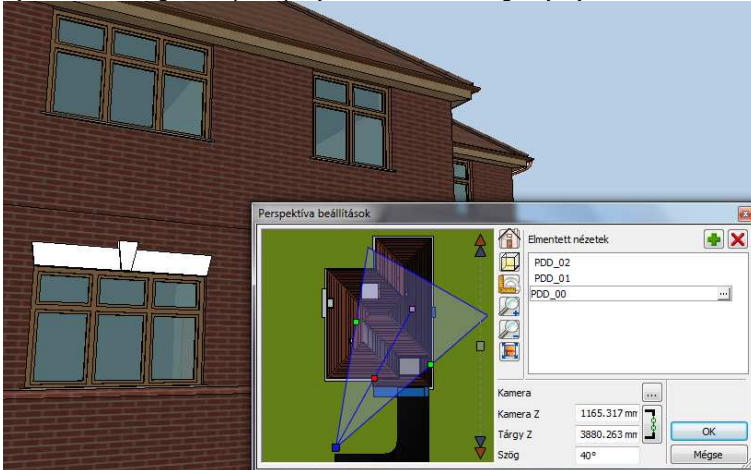 Perspektíva beállítások
Elmentett nézetek
PDD_02
PDD_01
PDD_00
...
Kamera
...
Kamera Z 1165.317 mm
Tárgy Z 3880.263 mm
Szög 40°
OK
Mégse